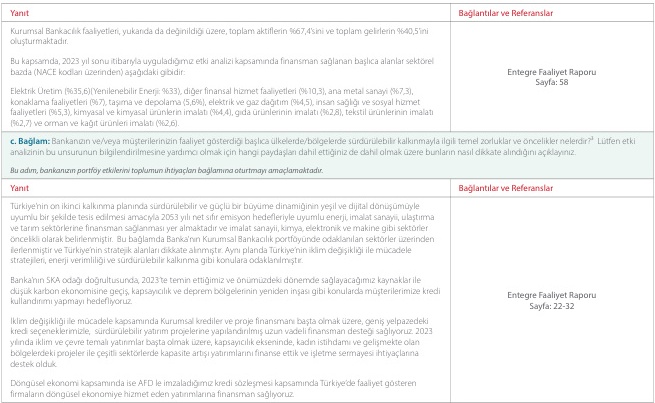 Yanıt
Bağlantılar ve Referanslar
Kurumsal Bankacılık faaliyetleri, yukarıda da değinildiği üzere, toplam aktiflerin %67,4'sini ve toplam gelirlerin %40,5'ini
oluşturmaktadır.
Bu kapsamda, 2023 yıl sonu itibarıyla uyguladığımız etki analizi kapsamında finansman sağlanan başlıca alanlar sektörel
bazda (NACE kodları üzerinden) aşağıdaki gibidir:
Elektrik Üretim (%35,6)(Yenilenebilir Enerji: %33), diğer finansal hizmet faaliyetleri (%10,3), ana metal sanayi (%7,3),
konaklama faaliyetleri (%7), taşıma ve depolama (5,6%), elektrik ve gaz dağıtım (%4,5), insan sağlığı ve sosyal hizmet
faaliyetleri (%5,3), kimyasal ve kimyasal ürünlerin imalatı (%4,4), gıda ürünlerinin imalatı (%2,8), tekstil ürünlerinin imalatı
(%2,7) ve orman ve kağıt ürünleri imalatı (%2,6).
Entegre Faaliyet Raporu
Sayfa: 58
c. Bağlam: Bankanızın ve/veya müşterilerinizin faaliyet gösterdiği başlıca ülkelerde/bölgelerde sürdürülebilir kalkınmayla ilgili temel zorluklar ve öncelikler nelerdir?³ Lütfen etki
analizinin bu unsurunun bilgilendirilmesine yardımcı olmak için hangi paydaşları dahil ettiğiniz de dahil olmak üzere bunların nasıl dikkate alındığını açıklayınız.
Bu adım, bankanızın portföy etkilerini toplumun ihtiyaçları bağlamına oturtmayı amaçlamaktadır.
Yanıt
Bağlantılar ve Referanslar
Türkiye'nin on ikinci kalkınma planında sürdürülebilir ve güçlü bir büyüme dinamiğinin yeşil ve dijital dönüşümüyle
uyumlu bir şekilde tesis edilmesi amacıyla 2053 yılı net sıfır emisyon hedefleriyle uyumlu enerji, imalat sanayii, ulaştırma
ve tarım sektörlerine finansman sağlanması yer almaktadır ve imalat sanayii, kimya, elektronik ve makine gibi sektörler
öncelikli olarak belirlenmiştir. Bu bağlamda Banka'nın Kurumsal Bankacılık portföyünde odaklanılan sektörler üzerinden
ilerlenmiştir ve Türkiye'nin stratejik alanları dikkate alınmıştır. Aynı planda Türkiye'nin iklim değişikliği ile mücadele
stratejileri, enerji verimliliği ve sürdürülebilir kalkınma gibi konulara odaklanılmıştır.
Banka'nın SKA odağı doğrultusunda, 2023'te temin ettiğimiz ve önümüzdeki dönemde sağlayacağımız kaynaklar ile
düşük karbon ekonomisine geçiş, kapsayıcılık ve deprem bölgelerinin yeniden inşası gibi konularda müşterilerimize kredi
kullandırımı yapmayı hedefliyoruz.
İklim değişikliği ile mücadele kapsamında Kurumsal krediler ve proje finansmanı başta olmak üzere, geniş yelpazedeki
kredi seçeneklerimizle, sürdürülebilir yatırım projelerine yapılandırılmış uzun vadeli finansman desteği sağlıyoruz. 2023
yılında iklim ve çevre temalı yatırımlar başta olmak üzere, kapsayıcılık ekseninde, kadın istihdamı ve gelişmekte olan
bölgelerdeki projeler ile çeşitli sektörlerde kapasite artışı yatırımlarını finanse ettik ve işletme sermayesi ihtiyaçlarına
destek olduk.
Döngüsel ekonomi kapsamında ise AFD ile imzaladığımız kredi sözleşmesi kapsamında Türkiye'de faaliyet gösteren
firmaların döngüsel ekonomiye hizmet eden yatırımlarına finansman sağlıyoruz.
Entegre Faaliyet Raporu
Sayfa: 22-32